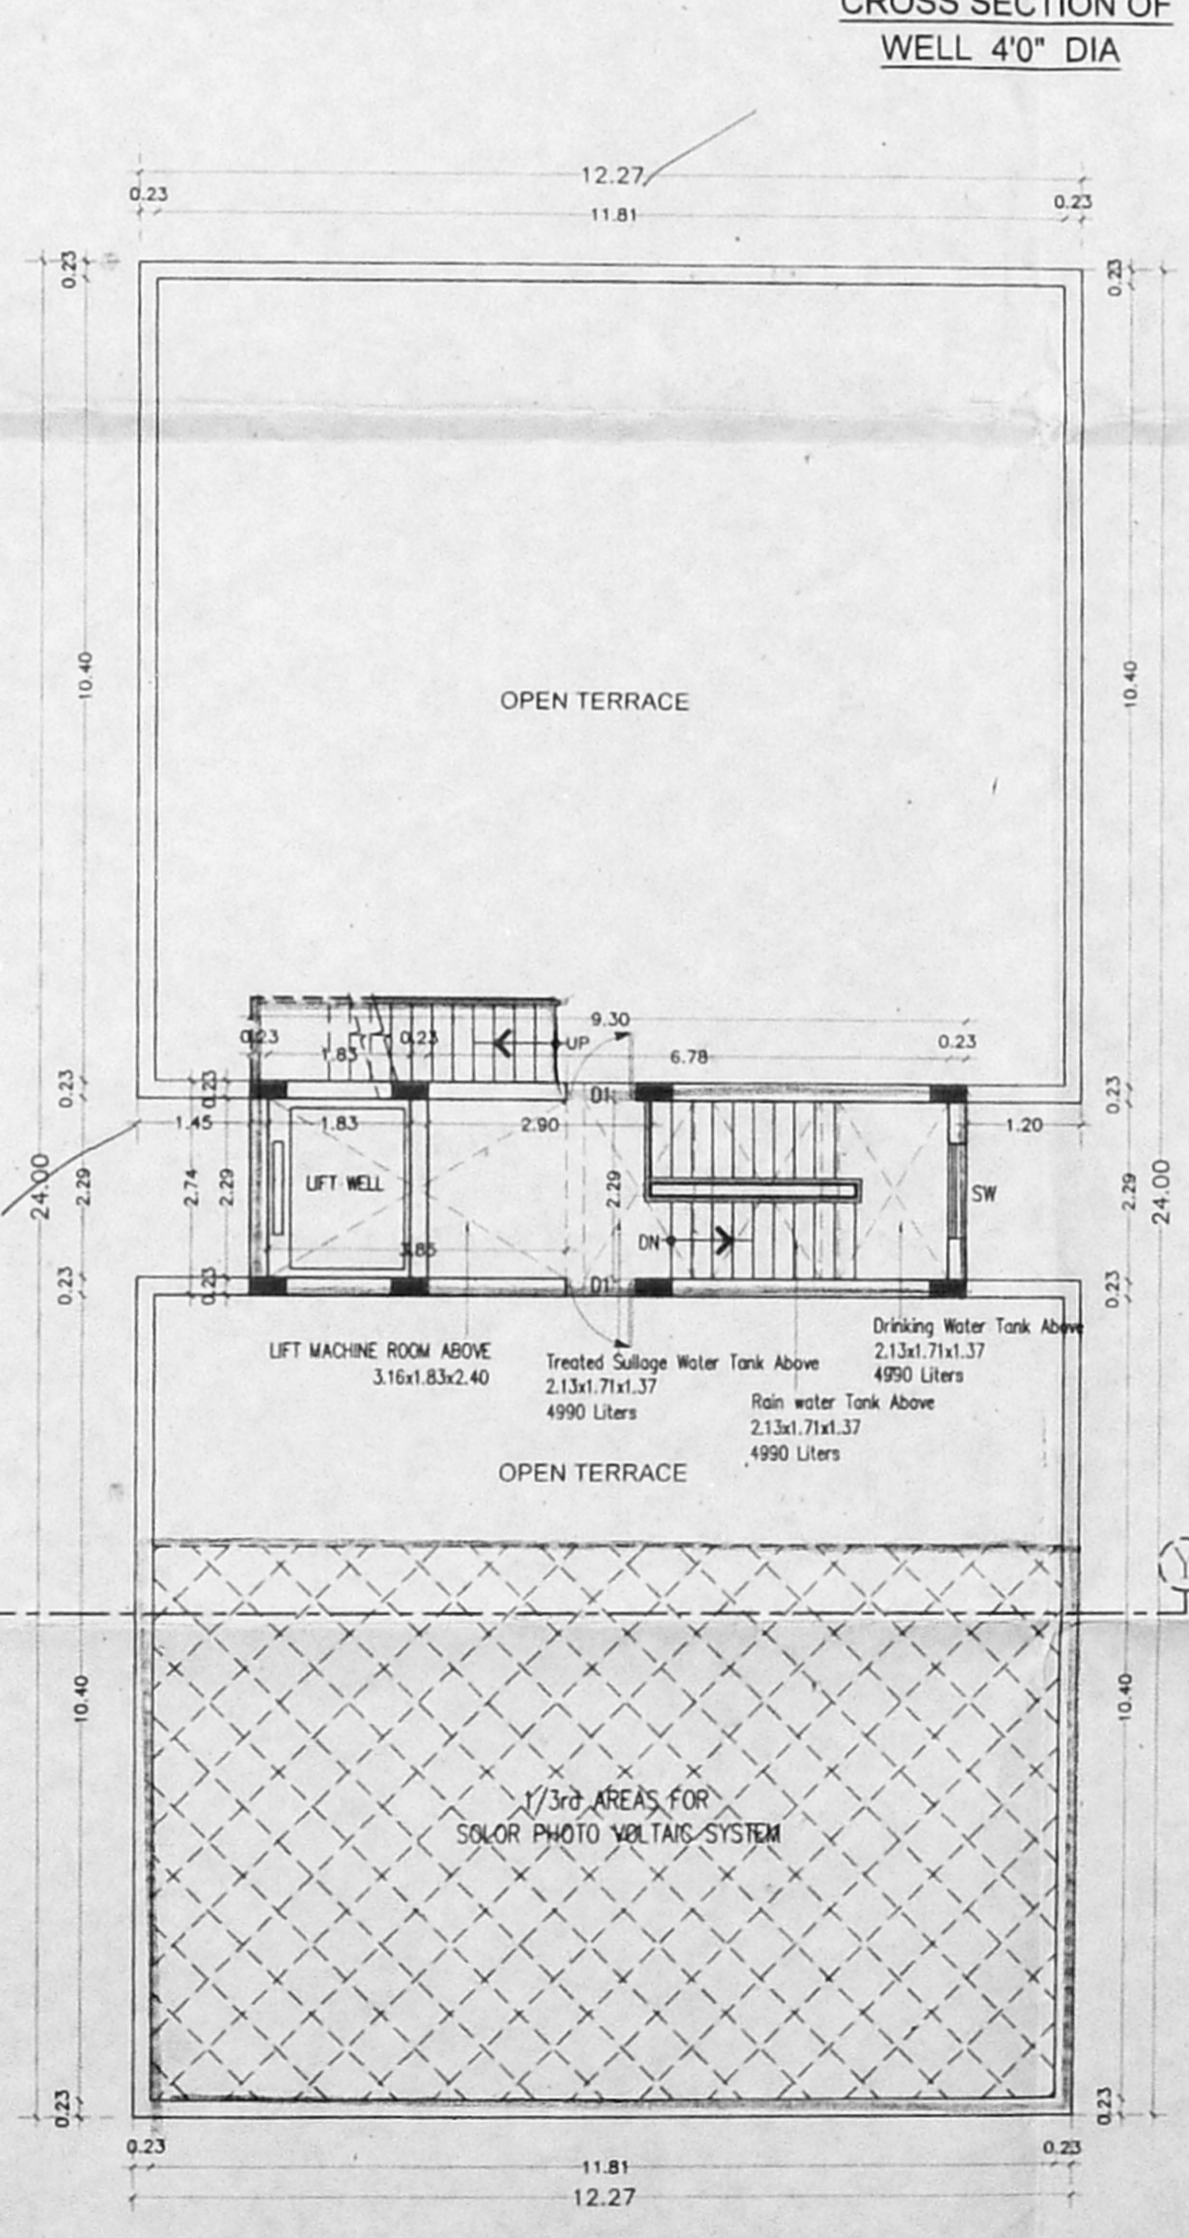 CROSS SECTION OF
WELL 4'0" DIA
12.27
0.23
0.23
11.81
0.23
0.23
10.40
10.40
OPEN TERRACE
9.30
0.23
0.23
0.23
1.83
UP
6.78
0.23
0.23
0.23
D1
1.45
1.83
2.90
1.20
24.00
2.29
2.74
2.29
LIFT WELL
2.29
SW
2.29
24.00
DN
3.85
0.23
0.23
D1
0.23
LIFT MACHINE ROOM ABOVE
3.16x1.83x2.40
Treated Sullage Water Tank Above
2.13x1.71x1.37
4990 Liters
Drinking Water Tank Above
2.13x1.71x1.37
4990 Liters
Rain water Tank Above
2.13x1.71x1.37
4990 Liters
OPEN TERRACE
10.40
10.40
1/3rd AREAS FOR
SOLOR PHOTO VOLTAIC SYSTEM
0.23
0.23
0.23
0.23
11.81
12.27